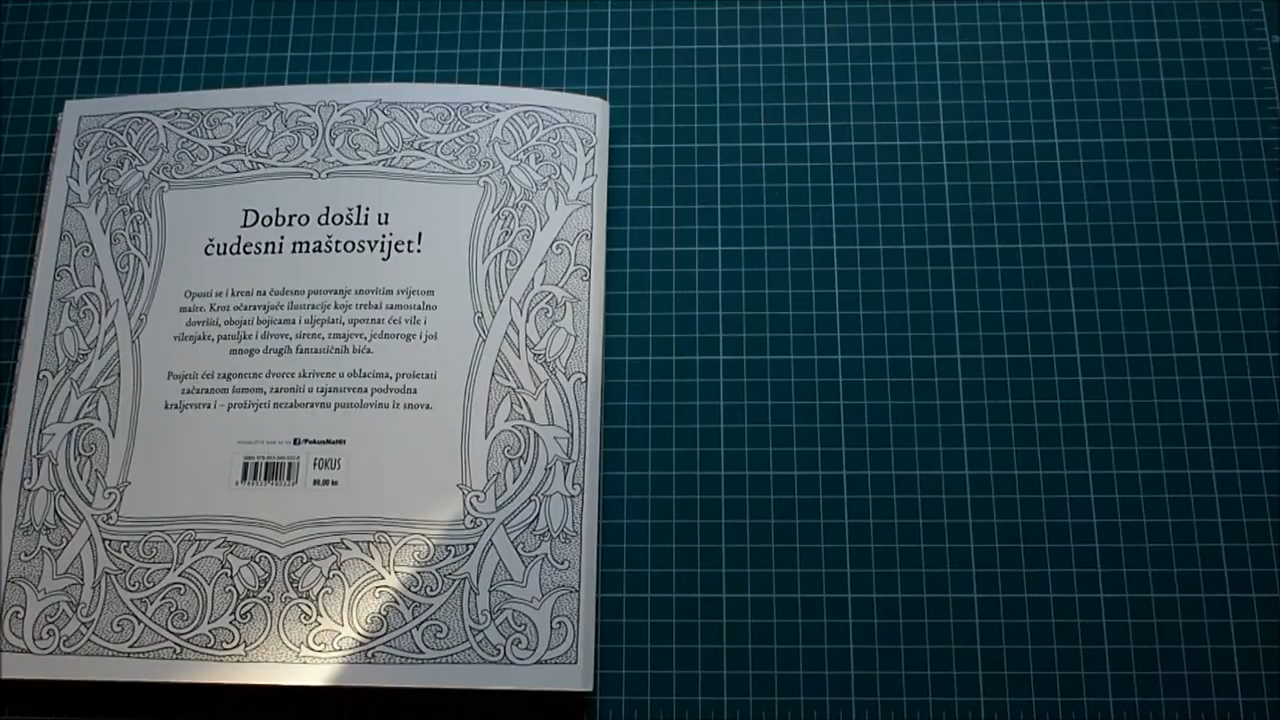 Dobro došli u
čudesni maštosvijet!
Opusti se i kreni na čudesno putovanje snovitim svijetom
mašte. Kroz očaravajuće ilustracije koje trebaš samostalno
dovršiti, obojati bojicama i uljepšati, upoznat ćeš vile i
vilenjake, patuljke i divove, sirene, zmajeve, jednoroge i još
mnogo drugih fantastičnih bića.
Posjetit ćeš zagonetne dvorce skrivene u oblacima, prošetati
začaranom šumom, zaroniti u tajanstvena podvodna
kraljevstva i – proživjeti nezaboravnu pustolovinu iz snova.
/FokusNaHit
ISBN
FOKUS
89,00 kn